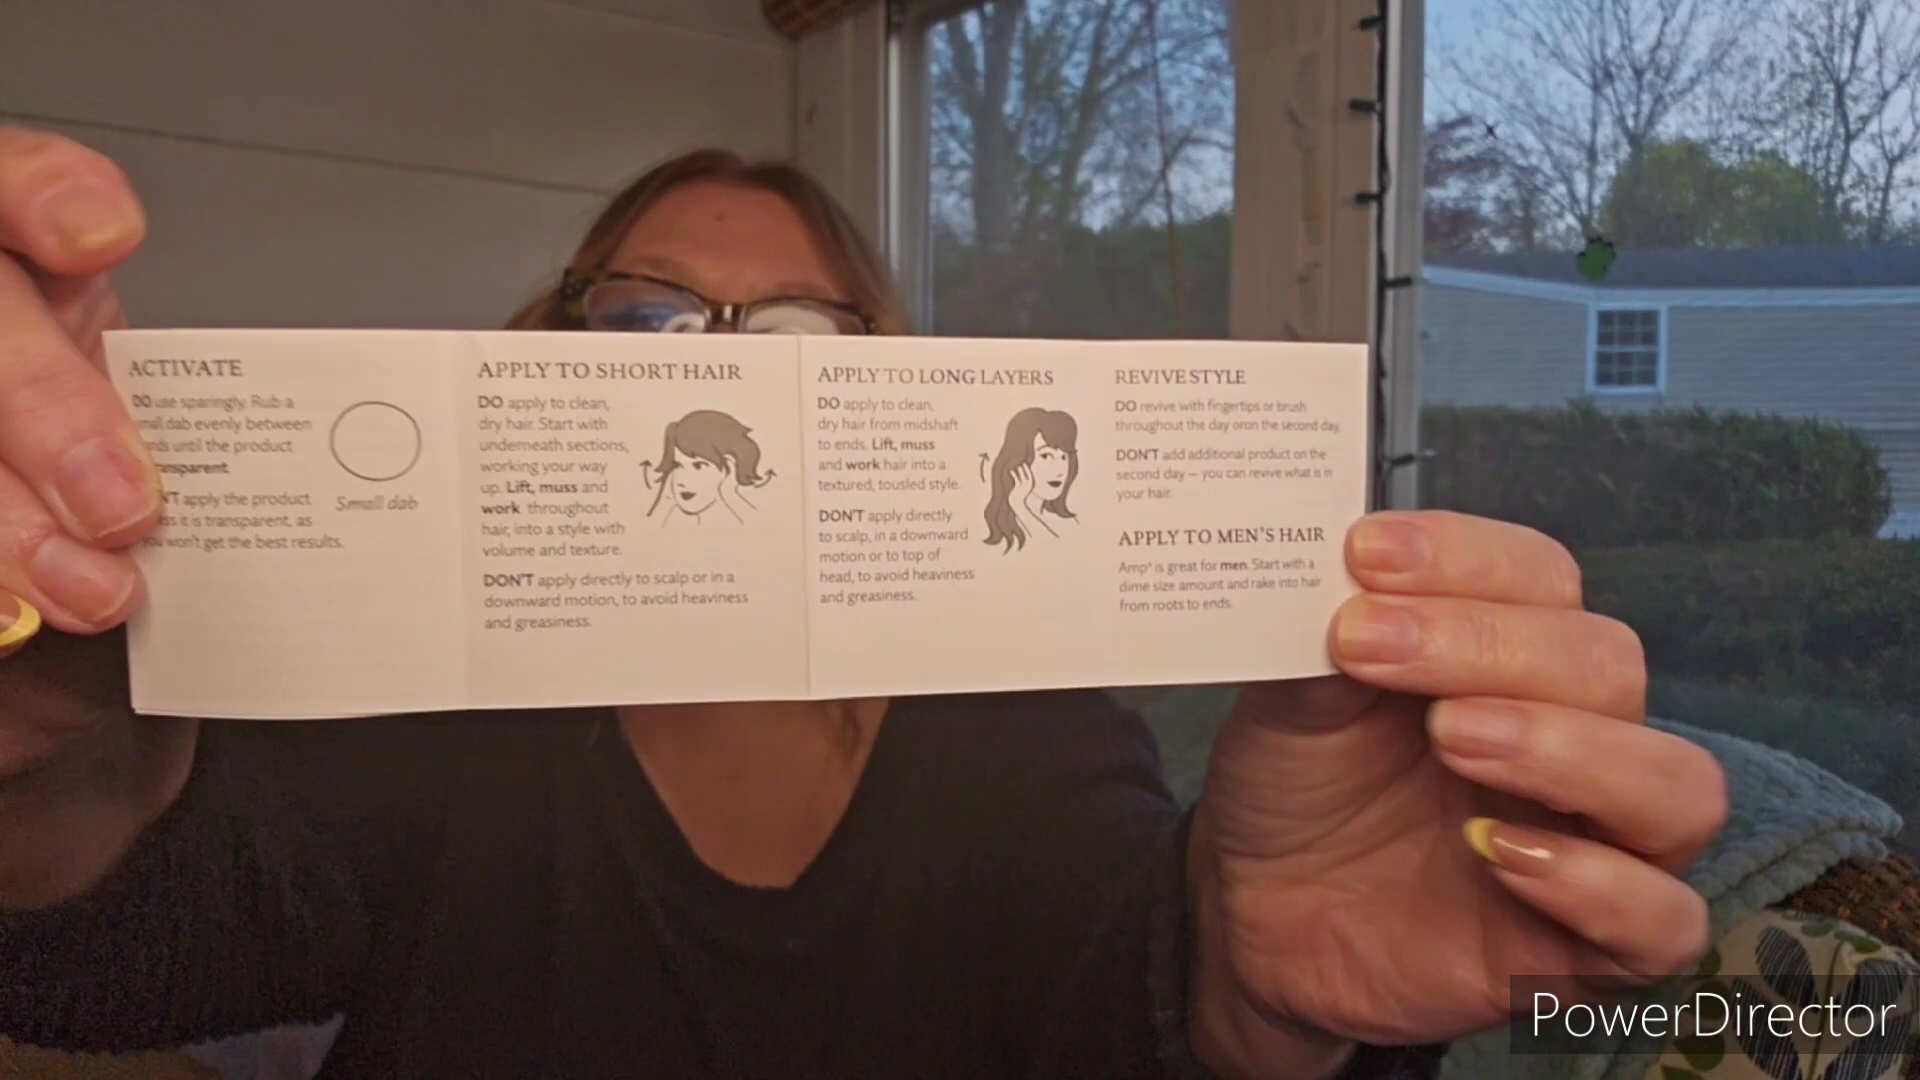 ACTIVATE
DO use sparingly. Rub a
dab evenly between
until the product
apply the product
it is transparent, as
won't get the best results.
Small dab
APPLY TO SHORT HAIR
DO apply to clean,
dry hair. Start with
underneath sections,
working your way
up. Lift, muss and
work throughout
hair, into a style with
volume and texture.
DON'T apply directly to scalp or in a
downward motion, to avoid heaviness
and greasiness.
APPLY TO LONG LAYERS
DO apply to clean,
dry hair from midshaft
to ends. Lift, muss
and work hair into a
textured, tousled style.
DON'T apply directly
to scalp, in a downward
motion or to top of
head, to avoid heaviness
and greasiness.
REVIVE STYLE
DO revive with fingertips or brush
throughout the day or on the second day.
DON'T add additional product on the
second day — you can revive what is in
your hair.
APPLY TO MEN'S HAIR
Amp² is great for men. Start with a
dime size amount and rake into hair
from roots to ends.
PowerDirector